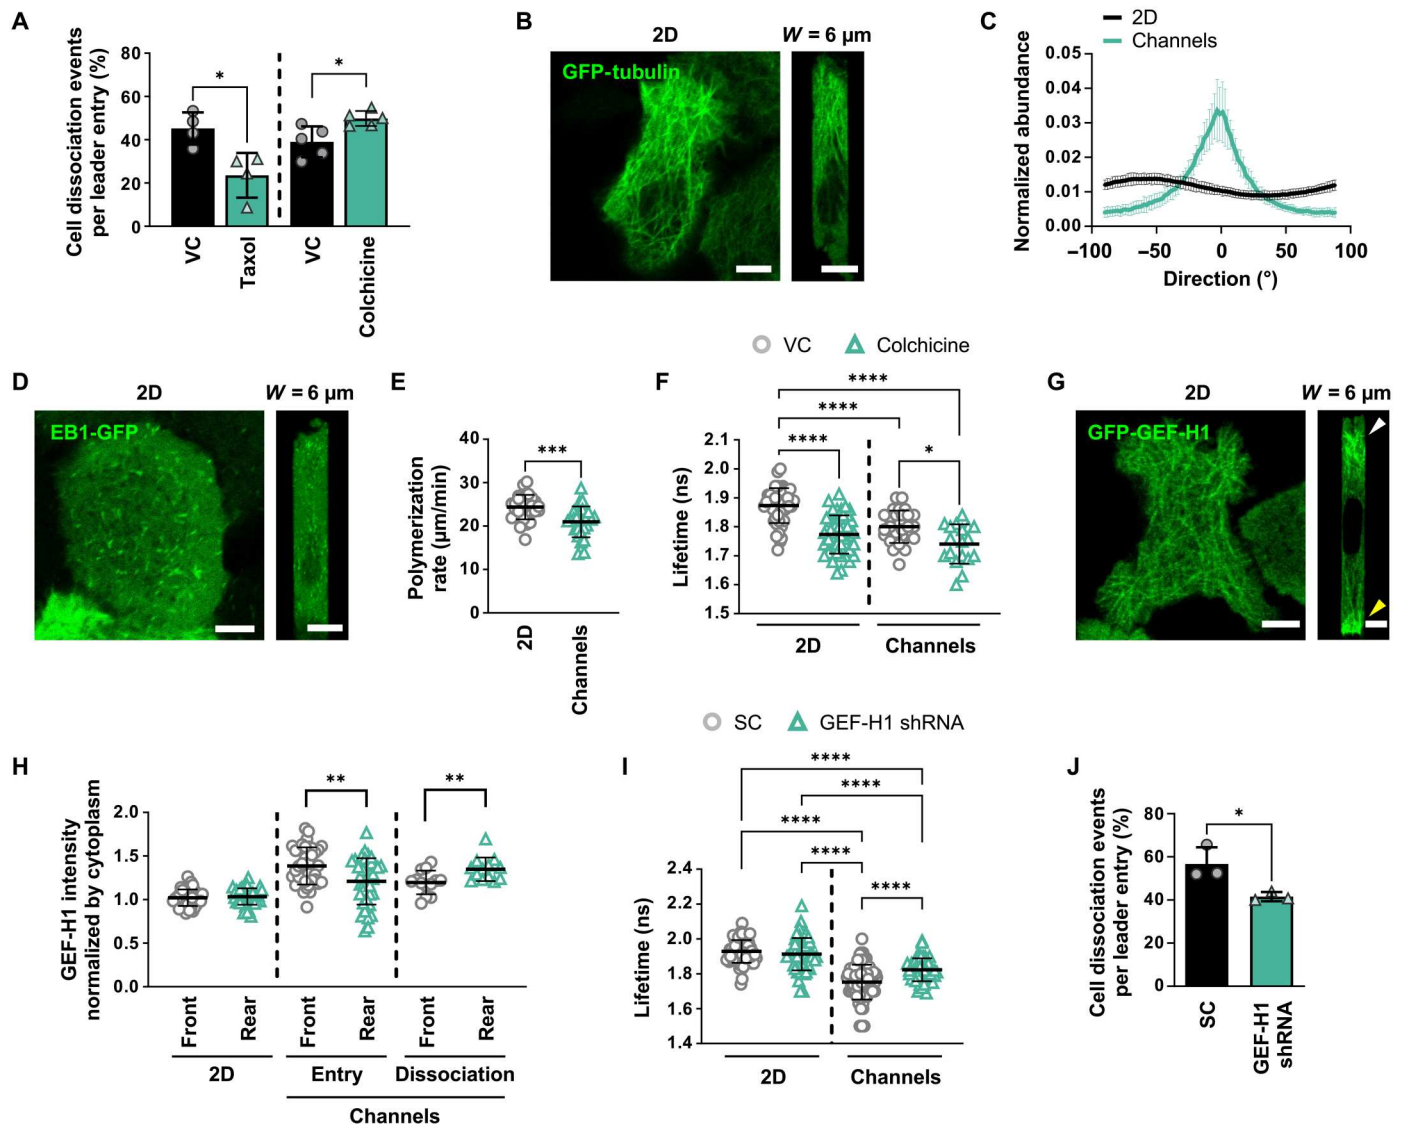 A
Cell dissociation events
per leader entry (%)
80
60
40
20
0
*
*
VC
Taxol
VC
Colchicine
B
2D
W = 6 µm
GFP-tubulin
C
2D
Channels
Normalized abundance
0.05
0.04
0.03
0.02
0.01
0.00
−100
−50
0
50
100
Direction (°)
VC
Colchicine
D
2D
W = 6 µm
EB1-GFP
E
Polymerization
rate (µm/min)
40
30
20
10
0
***
2D
Channels
F
Lifetime (ns)
2.1
2.0
1.9
1.8
1.7
1.6
1.5
****
****
****
*
2D
Channels
G
2D
W = 6 µm
GFP-GEF-H1
SC
GEF-H1 shRNA
H
GEF-H1 intensity
normalized by cytoplasm
2.0
1.5
1.0
0.5
0.0
**
**
Front
Rear
Front
Rear
Front
Rear
2D
Entry
Dissociation
Channels
I
Lifetime (ns)
2.4
2.2
2.0
1.8
1.6
1.4
****
****
****
****
****
2D
Channels
J
Cell dissociation events
per leader entry (%)
80
60
40
20
0
*
SC
GEF-H1
shRNA